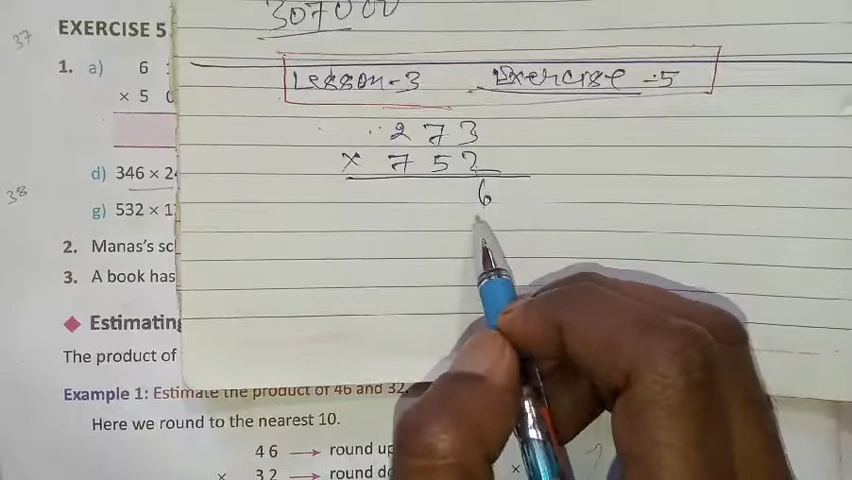 307000
37
EXERCISE 5
Lesson-3 Exercise -5
1. a) 6
× 5
273
× 752
6
d) 346 × 2
38
g) 532 × 1
2. Manas's sc
3. A book has
Estimating
The product of
Example 1: Estimate the product of 46 and 32.
Here we round to the nearest 10.
46 → round up
× 32 → round do
×